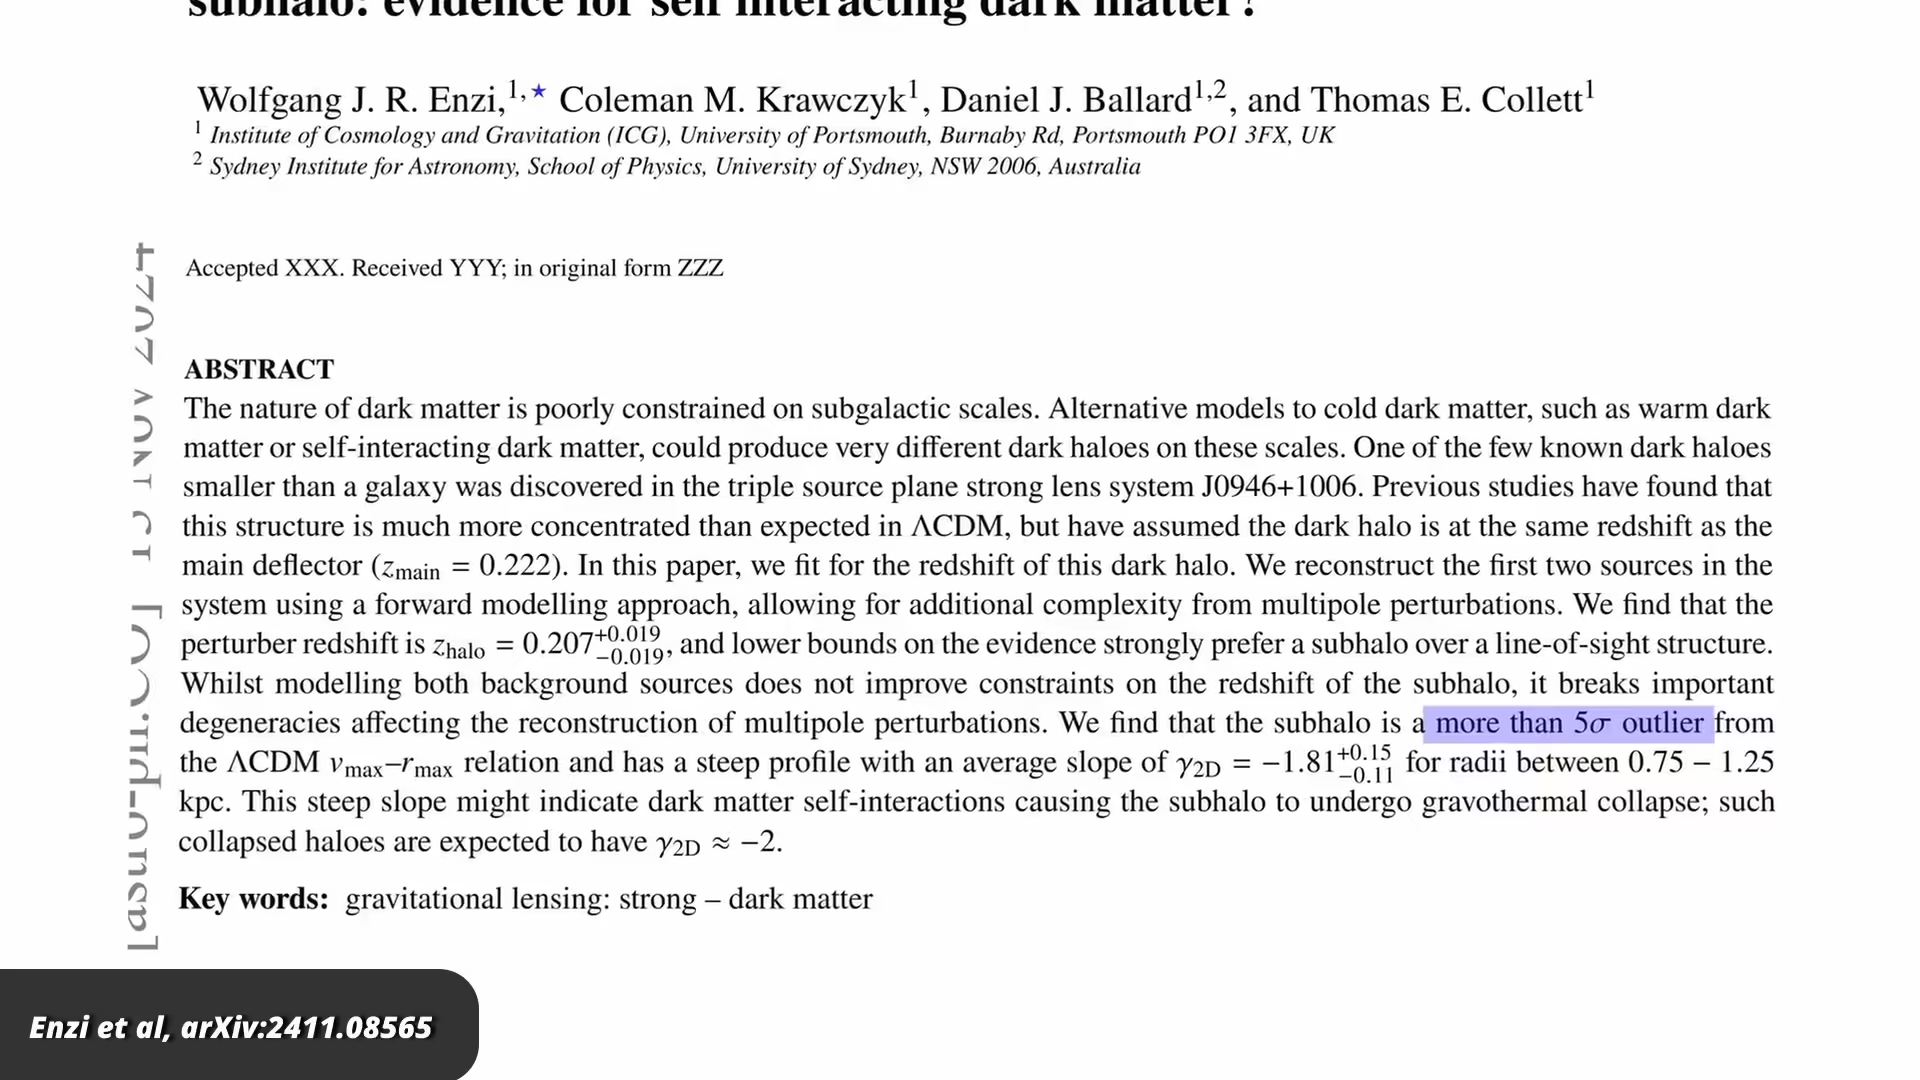 subhalo: evidence for self interacting dark matter?
Wolfgang J. R. Enzi,1,★ Coleman M. Krawczyk1, Daniel J. Ballard1,2, and Thomas E. Collett1
1 Institute of Cosmology and Gravitation (ICG), University of Portsmouth, Burnaby Rd, Portsmouth PO1 3FX, UK
2 Sydney Institute for Astronomy, School of Physics, University of Sydney, NSW 2006, Australia
Accepted XXX. Received YYY; in original form ZZZ
ABSTRACT
The nature of dark matter is poorly constrained on subgalactic scales. Alternative models to cold dark matter, such as warm dark
matter or self-interacting dark matter, could produce very different dark haloes on these scales. One of the few known dark haloes
smaller than a galaxy was discovered in the triple source plane strong lens system J0946+1006. Previous studies have found that
this structure is much more concentrated than expected in ΛCDM, but have assumed the dark halo is at the same redshift as the
main deflector (zmain = 0.222). In this paper, we fit for the redshift of this dark halo. We reconstruct the first two sources in the
system using a forward modelling approach, allowing for additional complexity from multipole perturbations. We find that the
perturber redshift is zhalo = 0.207+0.019−0.019, and lower bounds on the evidence strongly prefer a subhalo over a line-of-sight structure.
Whilst modelling both background sources does not improve constraints on the redshift of the subhalo, it breaks important
degeneracies affecting the reconstruction of multipole perturbations. We find that the subhalo is a more than 5σ outlier from
the ΛCDM vmax–rmax relation and has a steep profile with an average slope of γ2D = −1.81+0.15−0.11 for radii between 0.75 − 1.25
kpc. This steep slope might indicate dark matter self-interactions causing the subhalo to undergo gravothermal collapse; such
collapsed haloes are expected to have γ2D ≈ −2.
Key words: gravitational lensing: strong – dark matter
[astro-ph.CO] 13 Nov 2024
Enzi et al, arXiv:2411.08565